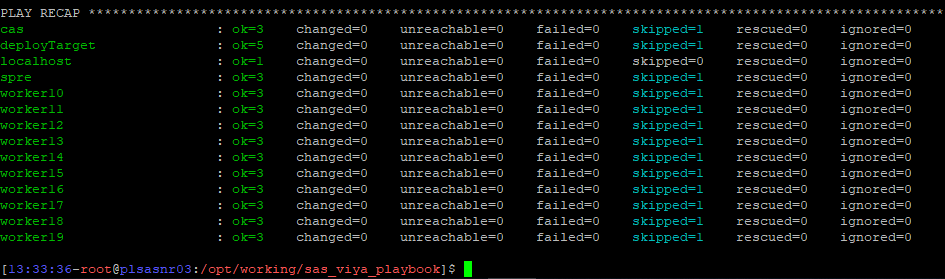 PLAY RECAP *********************************************************************************************************
cas : ok=3 changed=0 unreachable=0 failed=0 skipped=1 rescued=0 ignored=0
deployTarget : ok=5 changed=0 unreachable=0 failed=0 skipped=1 rescued=0 ignored=0
localhost : ok=1 changed=0 unreachable=0 failed=0 skipped=0 rescued=0 ignored=0
spre : ok=3 changed=0 unreachable=0 failed=0 skipped=1 rescued=0 ignored=0
worker10 : ok=3 changed=0 unreachable=0 failed=0 skipped=1 rescued=0 ignored=0
worker11 : ok=3 changed=0 unreachable=0 failed=0 skipped=1 rescued=0 ignored=0
worker12 : ok=3 changed=0 unreachable=0 failed=0 skipped=1 rescued=0 ignored=0
worker13 : ok=3 changed=0 unreachable=0 failed=0 skipped=1 rescued=0 ignored=0
worker14 : ok=3 changed=0 unreachable=0 failed=0 skipped=1 rescued=0 ignored=0
worker15 : ok=3 changed=0 unreachable=0 failed=0 skipped=1 rescued=0 ignored=0
worker16 : ok=3 changed=0 unreachable=0 failed=0 skipped=1 rescued=0 ignored=0
worker17 : ok=3 changed=0 unreachable=0 failed=0 skipped=1 rescued=0 ignored=0
worker18 : ok=3 changed=0 unreachable=0 failed=0 skipped=1 rescued=0 ignored=0
worker19 : ok=3 changed=0 unreachable=0 failed=0 skipped=1 rescued=0 ignored=0
[13:33:36-root@plsasnr03:/opt/working/sas_viya_playbook]$